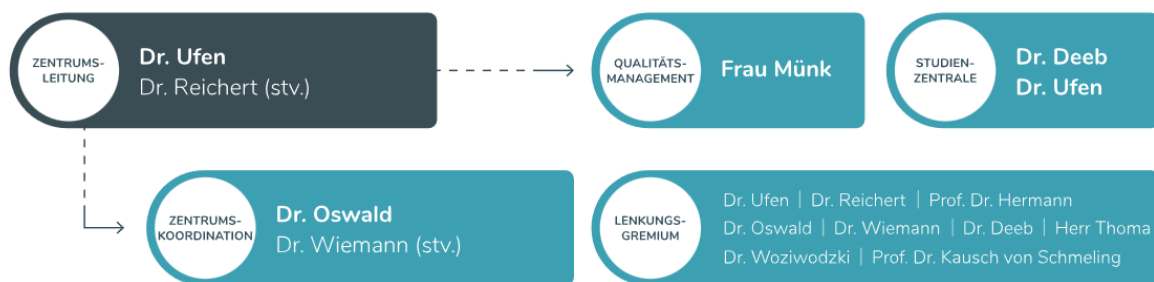 ZENTRUMS-
LEITUNG
Dr. Ufen
Dr. Reichert (stv.)
QUALITÄTS-
MANAGEMENT
Frau Münk
STUDIEN-
ZENTRALE
Dr. Deeb
Dr. Ufen
ZENTRUMS-
KOORDINATION
Dr. Oswald
Dr. Wiemann (stv.)
LENKUNGS-
GREMIUM
Dr. Ufen | Dr. Reichert | Prof. Dr. Hermann
Dr. Oswald | Dr. Wiemann | Dr. Deeb | Herr Thoma
Dr. Woziwodzki | Prof. Dr. Kausch von Schmeling